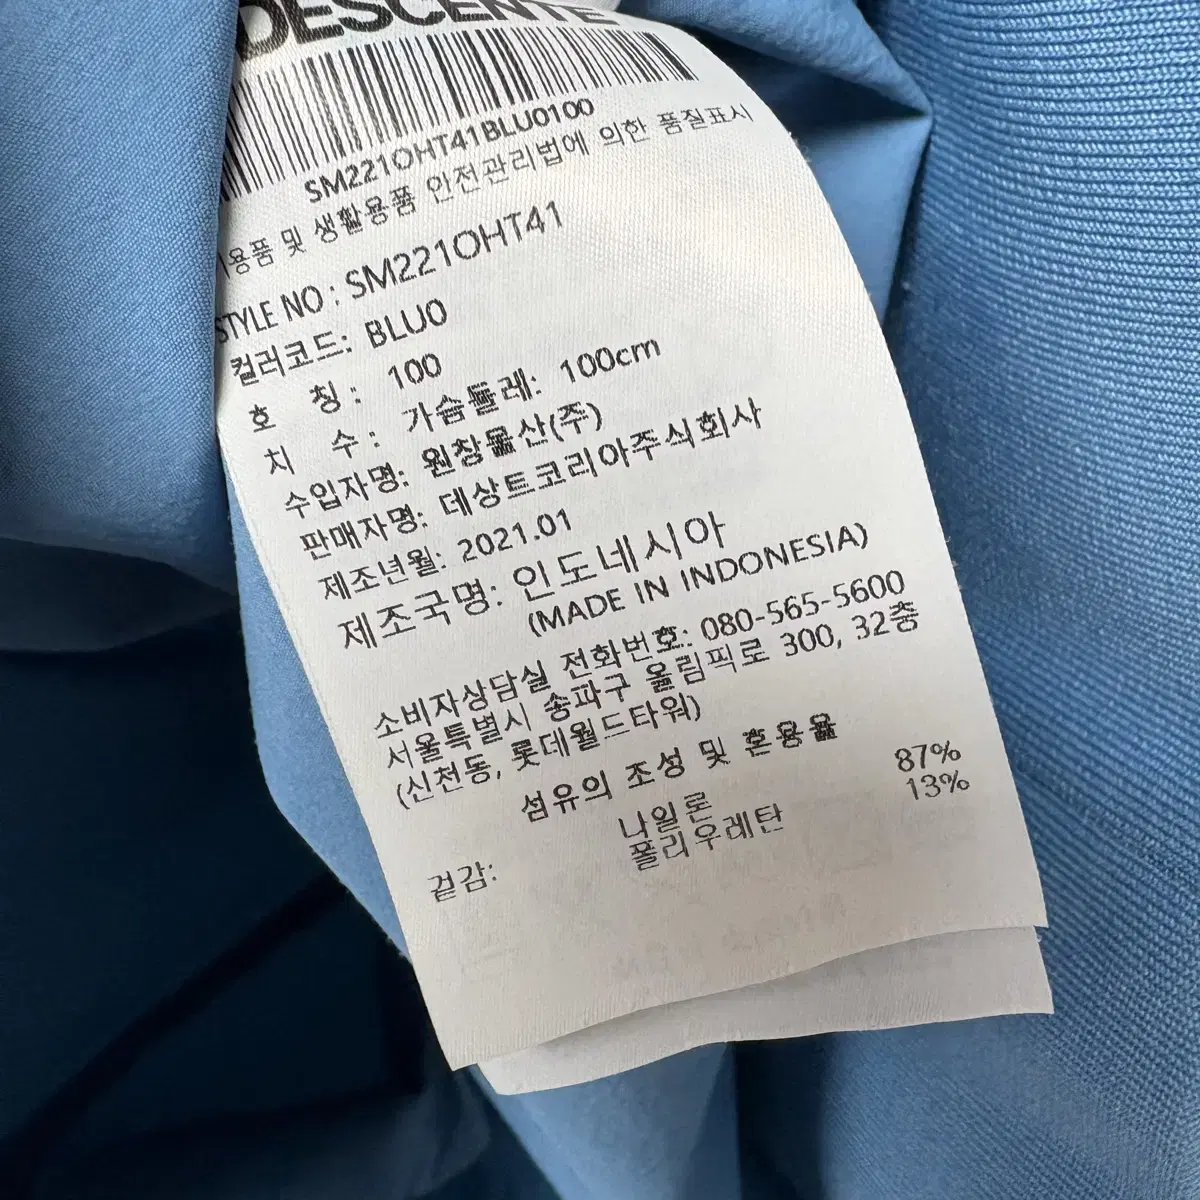 DESCENTE
SM221OHT41BLU0100
용품 및 생활용품 안전관리법에 의한 품질표시
STYLE NO : SM221OHT41
컬러코드: BLU0
호 칭 : 100
치 수 : 가슴둘레: 100cm
수입자명: 원창물산(주)
판매자명: 데상트코리아주식회사
제조년월: 2021.01
제조국명: 인도네시아
(MADE IN INDONESIA)
소비자상담실 전화번호: 080-565-5600
서울특별시 송파구 올림픽로 300, 32층
(신천동, 롯데월드타워)
섬유의 조성 및 혼용율
겉감: 나일론 87%
폴리우레탄 13%